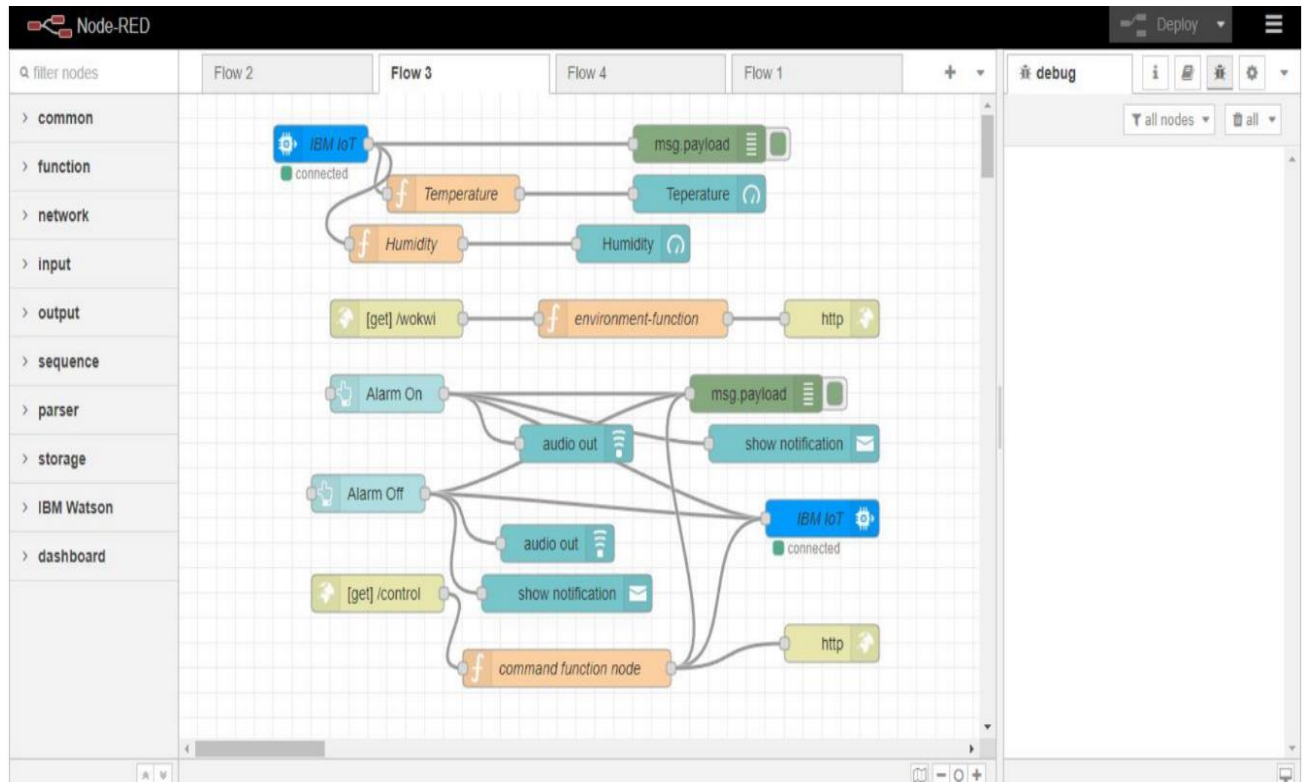 Node-RED
Deploy
filter nodes
Flow 2
Flow 3
Flow 4
Flow 1
debug
i
all nodes
all
common
function
network
input
output
sequence
parser
storage
IBM Watson
dashboard
IBM IoT
connected
msg.payload
Temperature
Teperature
Humidity
Humidity
[get] /wokwi
environment-function
http
Alarm On
msg.payload
audio out
show notification
Alarm Off
IBM IoT
connected
audio out
[get] /control
show notification
http
command function node